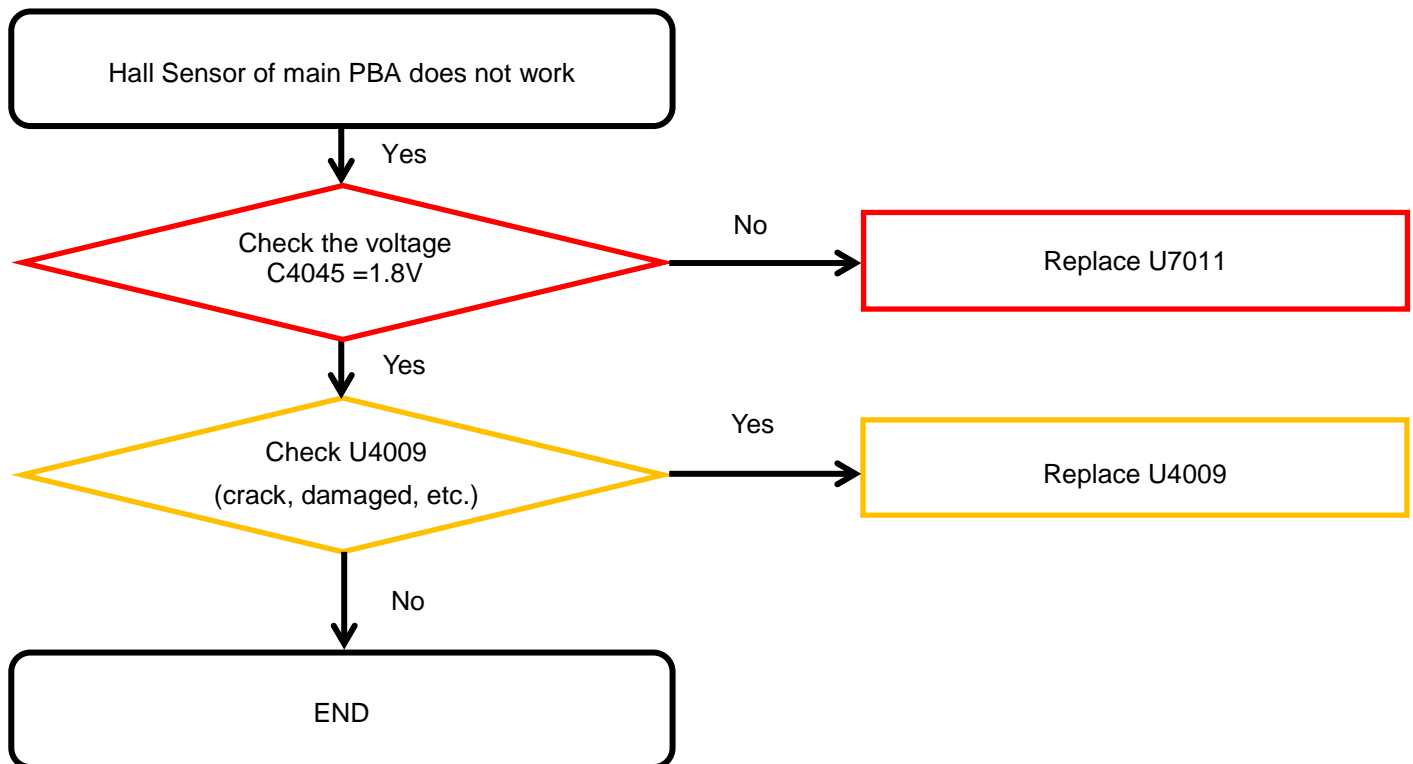 Hall Sensor of main PBA does not work
Yes
Check the voltage
C4045 =1.8V
No
Replace U7011
Yes
Check U4009
(crack, damaged, etc.)
Yes
Replace U4009
No
END